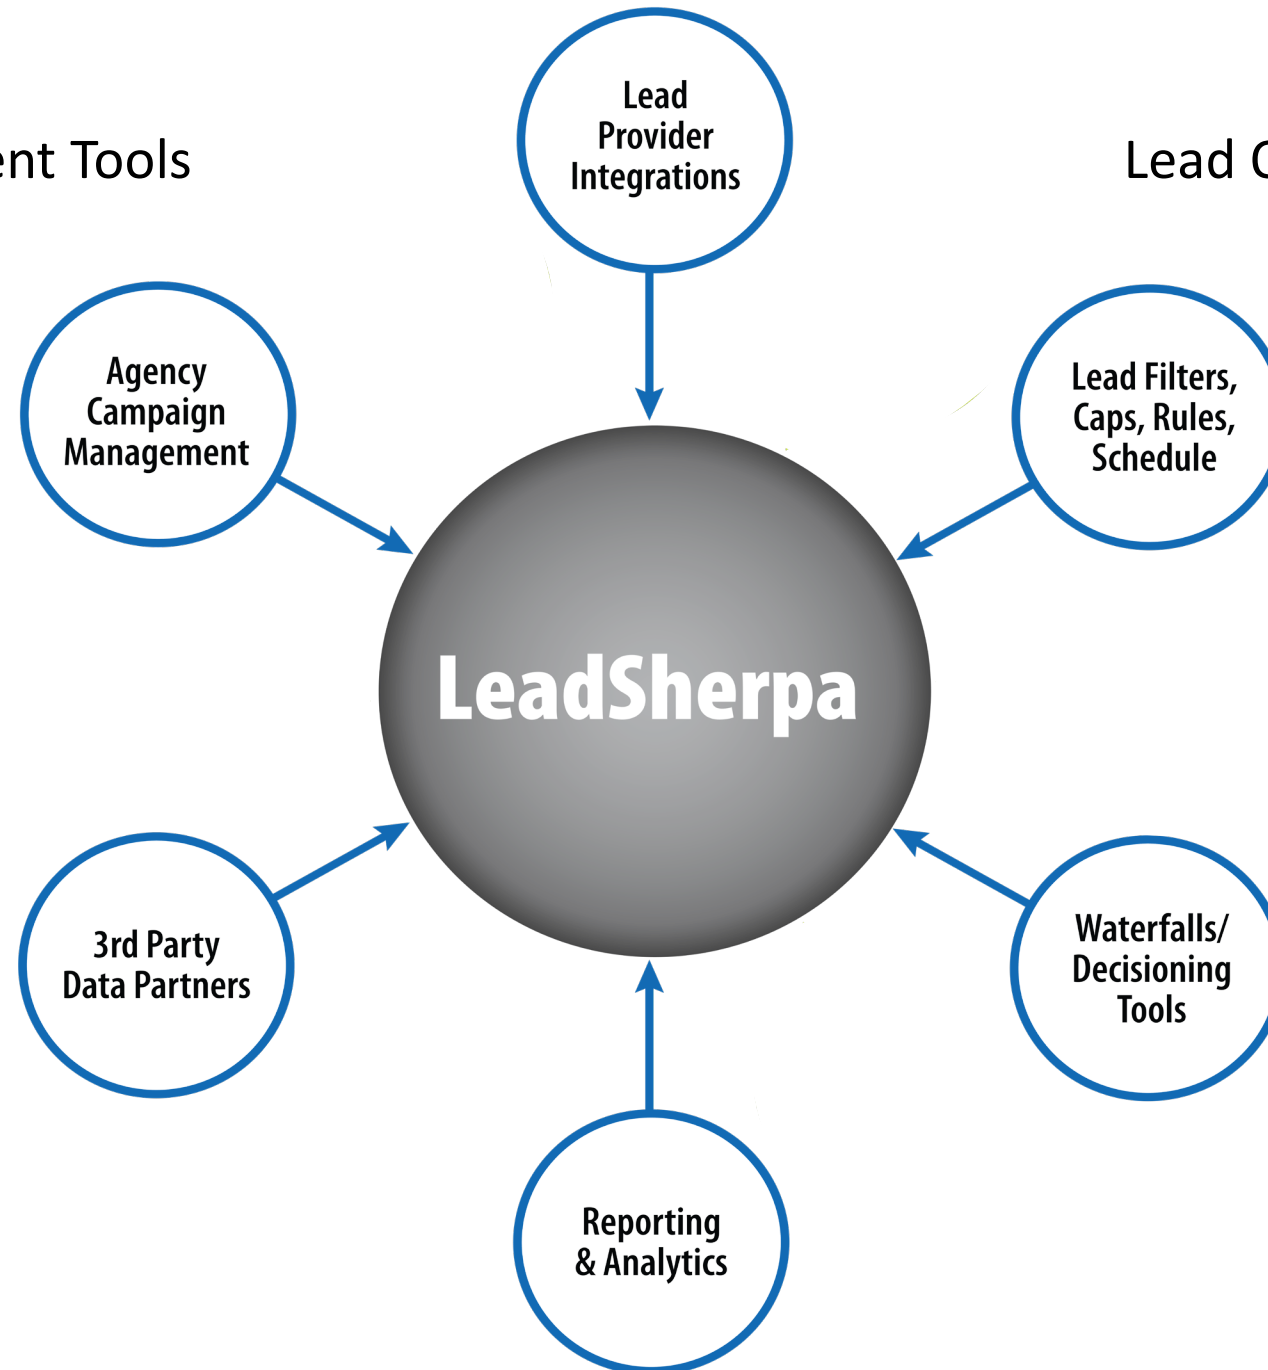 Lead
Provider
Integrations
ent Tools
Lead
Agency
Campaign
Management
Lead Filters,
Caps, Rules,
Schedule
LeadSherpa
3rd Party
Data Partners
Waterfalls/
Decisioning
Tools
Reporting
& Analytics